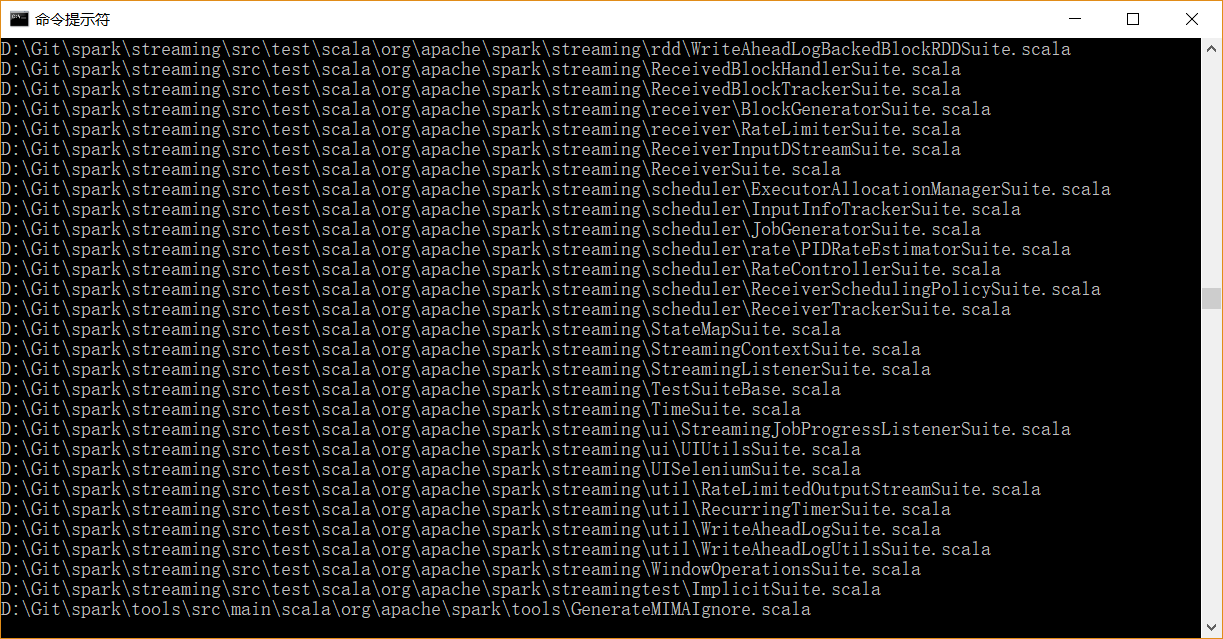 命令提示符
D:\Git\spark\streaming\src\test\scala\org\apache\spark\streaming\rdd\WriteAheadLogBackedBlockRDDSuite.scala
D:\Git\spark\streaming\src\test\scala\org\apache\spark\streaming\ReceivedBlockHandlerSuite.scala
D:\Git\spark\streaming\src\test\scala\org\apache\spark\streaming\ReceivedBlockTrackerSuite.scala
D:\Git\spark\streaming\src\test\scala\org\apache\spark\streaming\receiver\BlockGeneratorSuite.scala
D:\Git\spark\streaming\src\test\scala\org\apache\spark\streaming\receiver\RateLimiterSuite.scala
D:\Git\spark\streaming\src\test\scala\org\apache\spark\streaming\ReceiverInputDStreamSuite.scala
D:\Git\spark\streaming\src\test\scala\org\apache\spark\streaming\ReceiverSuite.scala
D:\Git\spark\streaming\src\test\scala\org\apache\spark\streaming\scheduler\ExecutorAllocationManagerSuite.scala
D:\Git\spark\streaming\src\test\scala\org\apache\spark\streaming\scheduler\InputInfoTrackerSuite.scala
D:\Git\spark\streaming\src\test\scala\org\apache\spark\streaming\scheduler\JobGeneratorSuite.scala
D:\Git\spark\streaming\src\test\scala\org\apache\spark\streaming\scheduler\rate\PIDRateEstimatorSuite.scala
D:\Git\spark\streaming\src\test\scala\org\apache\spark\streaming\scheduler\RateControllerSuite.scala
D:\Git\spark\streaming\src\test\scala\org\apache\spark\streaming\scheduler\ReceiverSchedulingPolicySuite.scala
D:\Git\spark\streaming\src\test\scala\org\apache\spark\streaming\scheduler\ReceiverTrackerSuite.scala
D:\Git\spark\streaming\src\test\scala\org\apache\spark\streaming\StateMapSuite.scala
D:\Git\spark\streaming\src\test\scala\org\apache\spark\streaming\StreamingContextSuite.scala
D:\Git\spark\streaming\src\test\scala\org\apache\spark\streaming\StreamingListenerSuite.scala
D:\Git\spark\streaming\src\test\scala\org\apache\spark\streaming\TestSuiteBase.scala
D:\Git\spark\streaming\src\test\scala\org\apache\spark\streaming\TimeSuite.scala
D:\Git\spark\streaming\src\test\scala\org\apache\spark\streaming\ui\StreamingJobProgressListenerSuite.scala
D:\Git\spark\streaming\src\test\scala\org\apache\spark\streaming\ui\UIUtilsSuite.scala
D:\Git\spark\streaming\src\test\scala\org\apache\spark\streaming\UISeleniumSuite.scala
D:\Git\spark\streaming\src\test\scala\org\apache\spark\streaming\util\RateLimitedOutputStreamSuite.scala
D:\Git\spark\streaming\src\test\scala\org\apache\spark\streaming\util\RecurringTimerSuite.scala
D:\Git\spark\streaming\src\test\scala\org\apache\spark\streaming\util\WriteAheadLogSuite.scala
D:\Git\spark\streaming\src\test\scala\org\apache\spark\streaming\util\WriteAheadLogUtilsSuite.scala
D:\Git\spark\streaming\src\test\scala\org\apache\spark\streaming\WindowOperationsSuite.scala
D:\Git\spark\streaming\src\test\scala\org\apache\spark\streamingtest\ImplicitSuite.scala
D:\Git\spark\tools\src\main\scala\org\apache\spark\tools\GenerateMIMAIgnore.scala